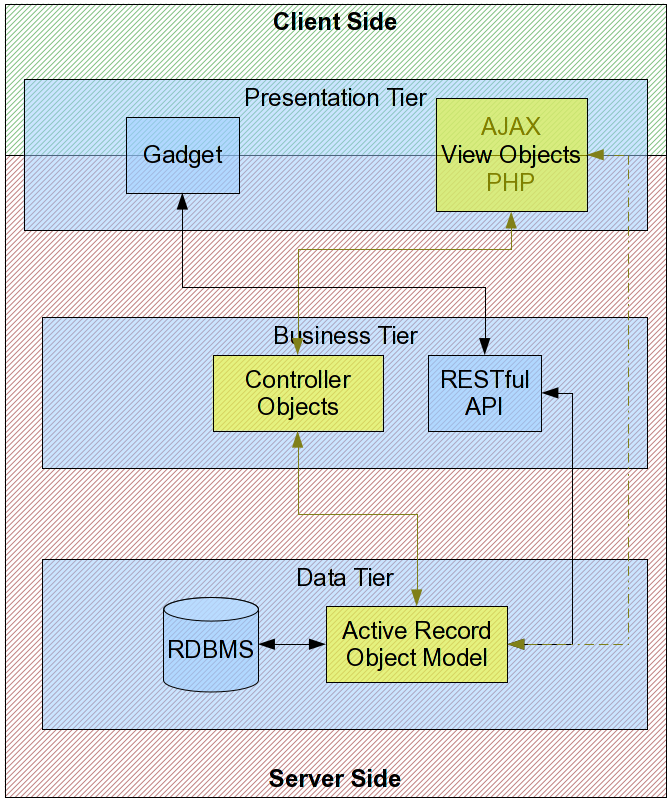 Client Side
Presentation Tier
Gadget
AJAX
View Objects
PHP
Business Tier
Controller
Objects
RESTful
API
Data Tier
RDBMS
Active Record
Object Model
Server Side